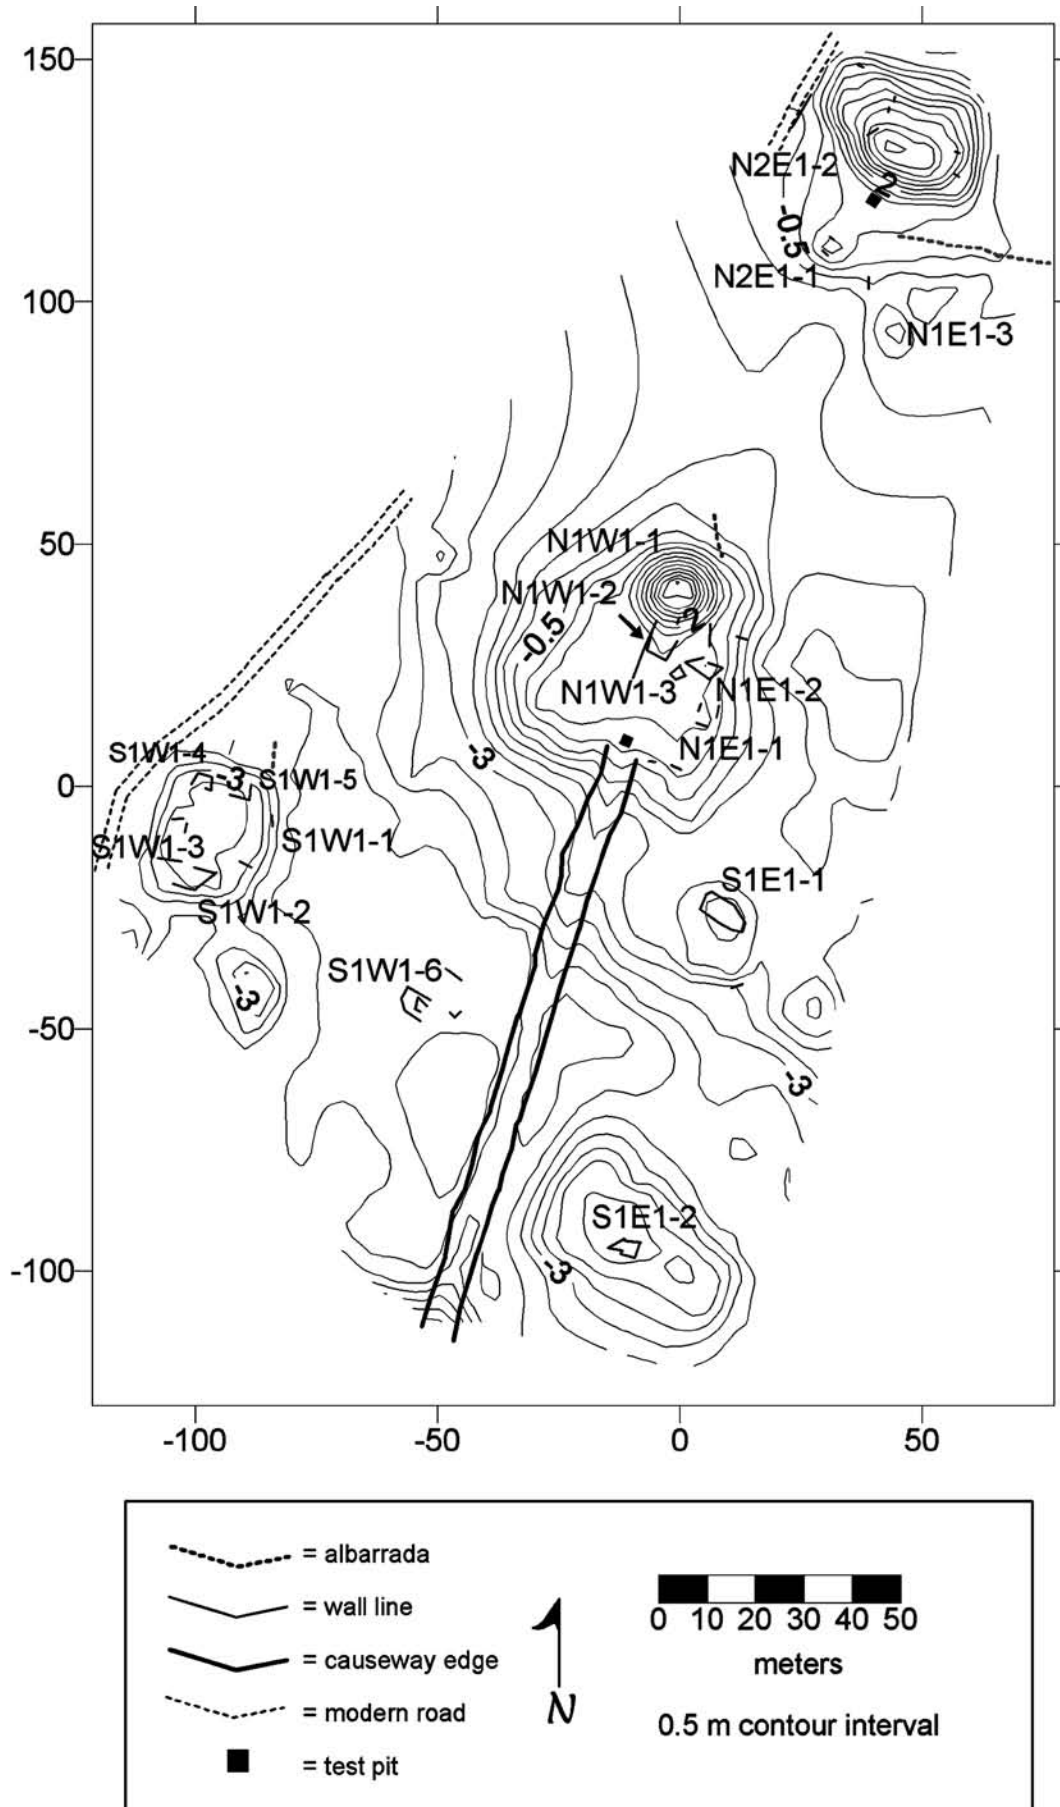 150
N2E1-2
2
-0.5
N2E1-1
100
N1E1-3
50
N1W1-1
N1W1-2
2
-0.5
N1W1-3
N1E1-2
N1E1-1
-3
S1W1-4
-3
S1W1-5
0
S1W1-3
S1W1-1
S1E1-1
S1W1-2
S1W1-6
-3
-50
-3
S1E1-2
-3
-100
-100
-50
0
50
= albarrada
= wall line
= causeway edge
= modern road
= test pit
N
0 10 20 30 40 50
meters
0.5 m contour interval